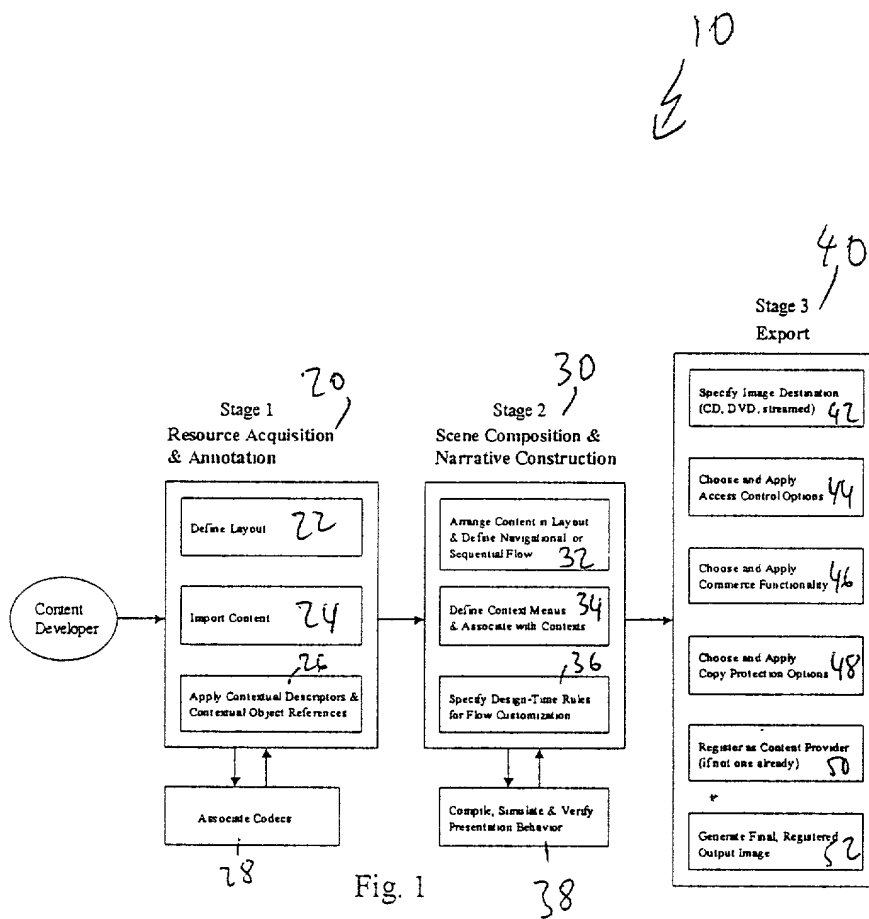 10
40
Stage 3
Export
20
Stage 1
Resource Acquisition
& Annotation
30
Stage 2
Scene Composition &
Narrative Construction
Content
Developer
Define Layout 22
Import Content 24
26
Apply Contextual Descriptors &
Contextual Object References
Associate Codecs
28
Arrange Content in Layout
& Define Navigational or
Sequential Flow 32
Define Context Menus 34
& Associate with Contexts
36
Specify Design-Time Rules
for Flow Customization
Compile, Simulate & Verify
Presentation Behavior
38
Specify Image Destination
(CD, DVD, streamed) 42
Choose and Apply
Access Control Options 44
Choose and Apply
Commerce Functionality 46
Choose and Apply
Copy Protection Options 48
Register as Content Provider
(if not one already) 50
Generate Final, Registered
Output Image 52
Fig. 1